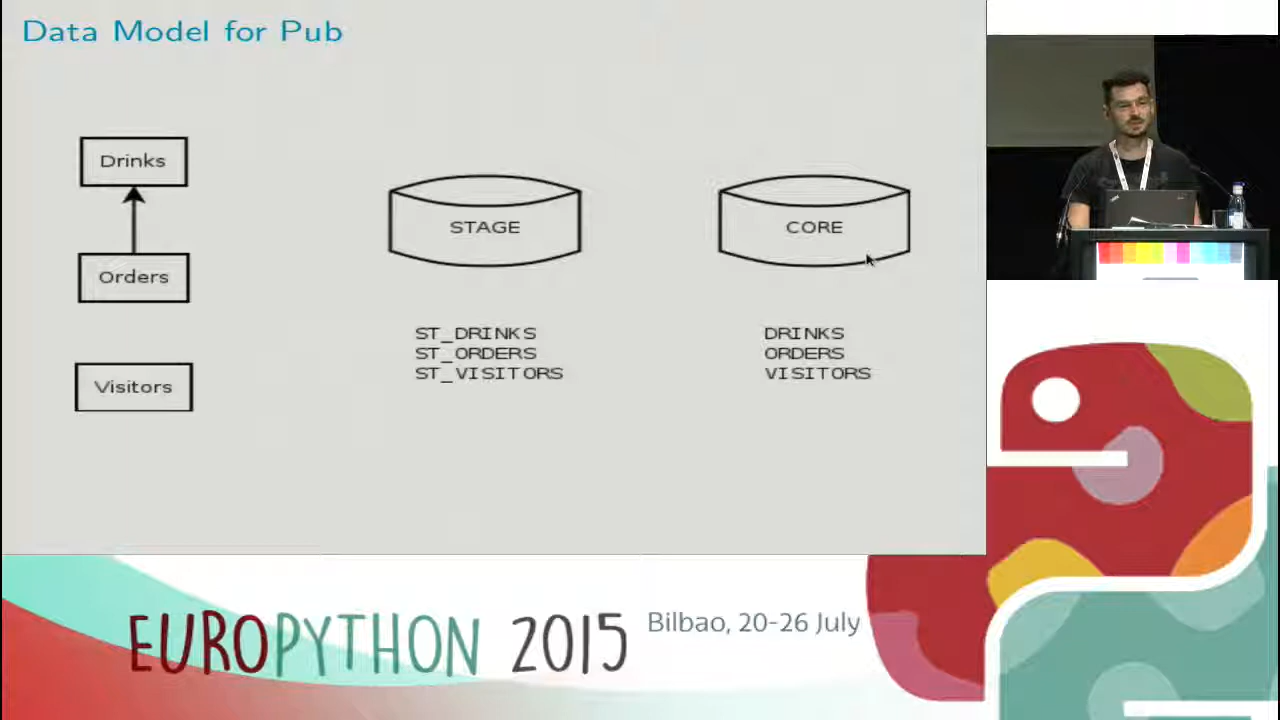 Data Model for Pub
Drinks
Orders
Visitors
STAGE
ST_DRINKS
ST_ORDERS
ST_VISITORS
CORE
DRINKS
ORDERS
VISITORS
EUROPYTHON 2015
Bilbao, 20-26 July